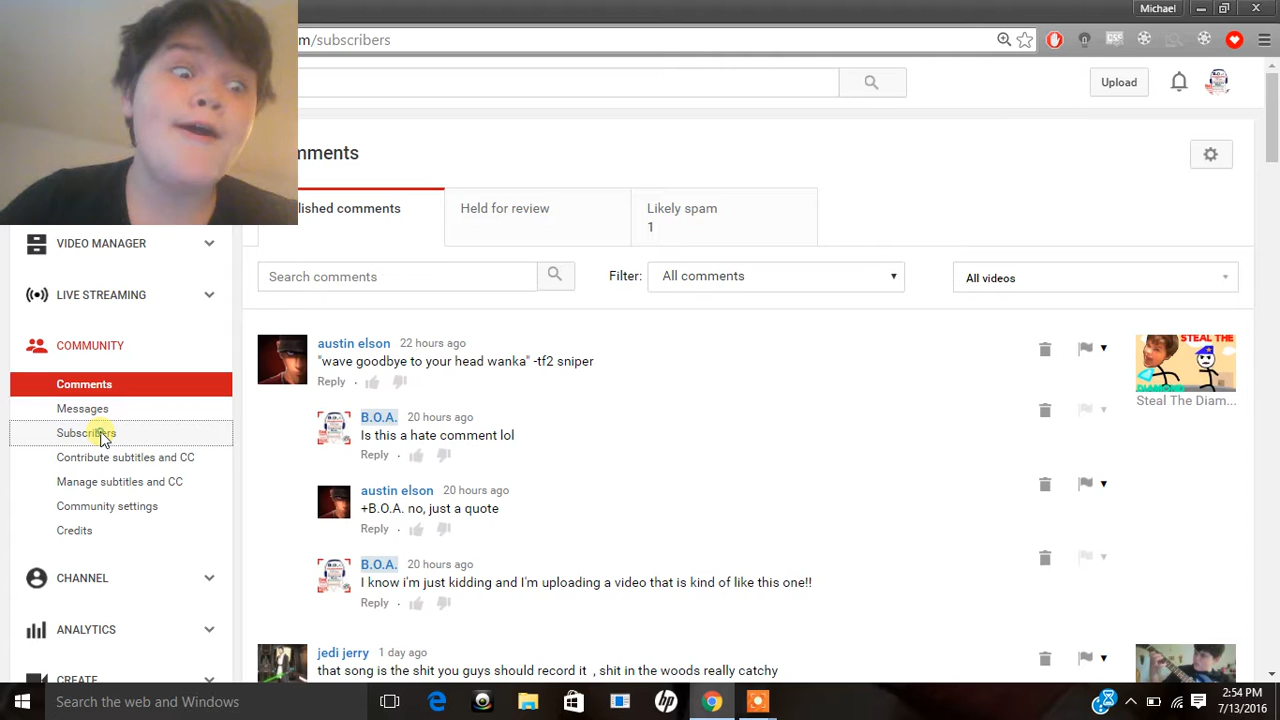 Michael
m/subscribers
Upload
mments
lished comments
Held for review
Likely spam
1
VIDEO MANAGER
LIVE STREAMING
COMMUNITY
Comments
Messages
Subscribers
Contribute subtitles and CC
Manage subtitles and CC
Community settings
Credits
CHANNEL
ANALYTICS
CREATE
Search comments
Filter:
All comments
All videos
austin elson 22 hours ago
"wave goodbye to your head wanka" -tf2 sniper
Reply
STEAL THE
DIAMOND
Steal The Diam...
B.O.A. 20 hours ago
Is this a hate comment lol
Reply
austin elson 20 hours ago
+B.O.A. no, just a quote
Reply
B.O.A. 20 hours ago
I know i'm just kidding and I'm uploading a video that is kind of like this one!!
Reply
jedi jerry 1 day ago
that song is the shit you guys should record it , shit in the woods really catchy
Search the web and Windows
hp
2:54 PM
7/13/2016